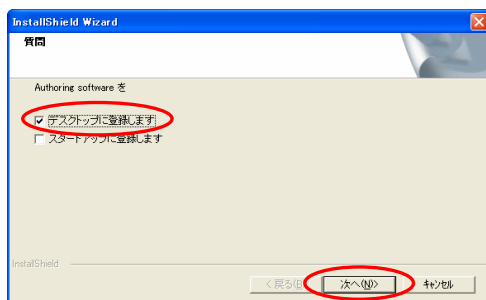 InstallShield Wizard
質問
Authoring software を
デスクトップに登録します
スタートアップに登録します
InstallShield
< 戻る(B) 次へ(N)> キャンセル